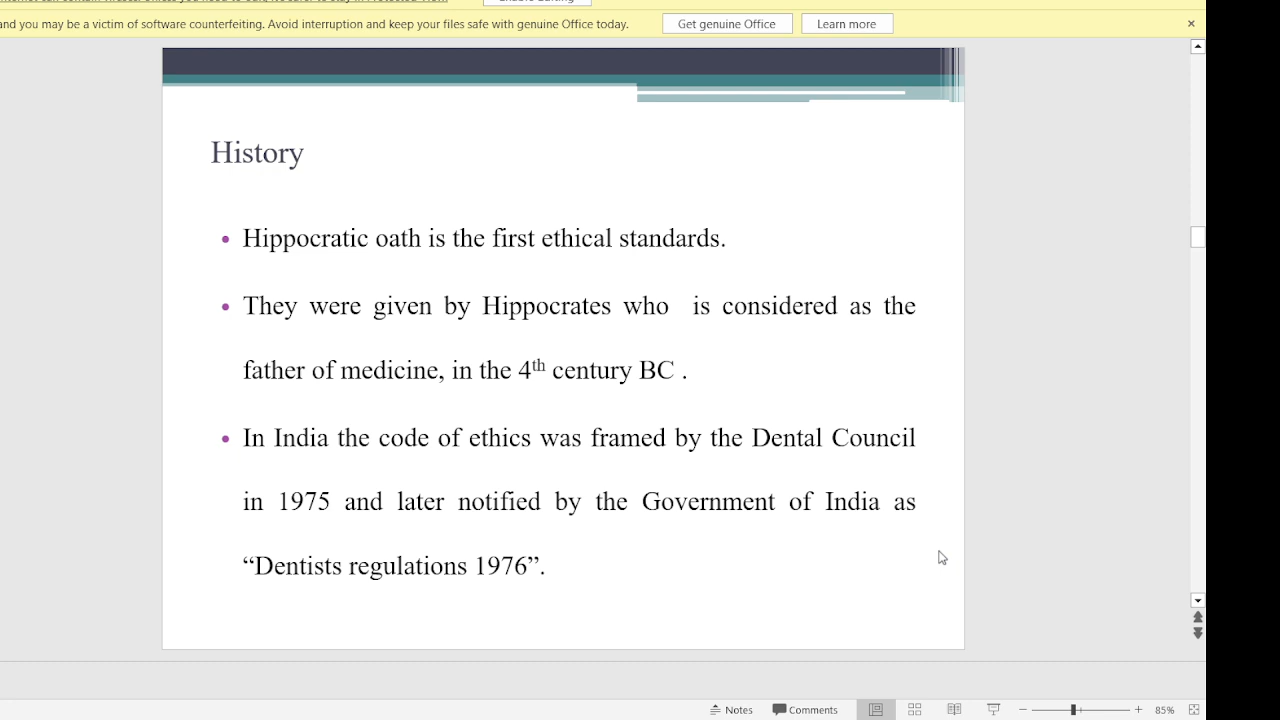 and you may be a victim of software counterfeiting. Avoid interruption and keep your files safe with genuine Office today. Get genuine Office Learn more
History
• Hippocratic oath is the first ethical standards.
• They were given by Hippocrates who is considered as the
father of medicine, in the 4th century BC .
• In India the code of ethics was framed by the Dental Council
in 1975 and later notified by the Government of India as
“Dentists regulations 1976”.
Notes Comments 85%